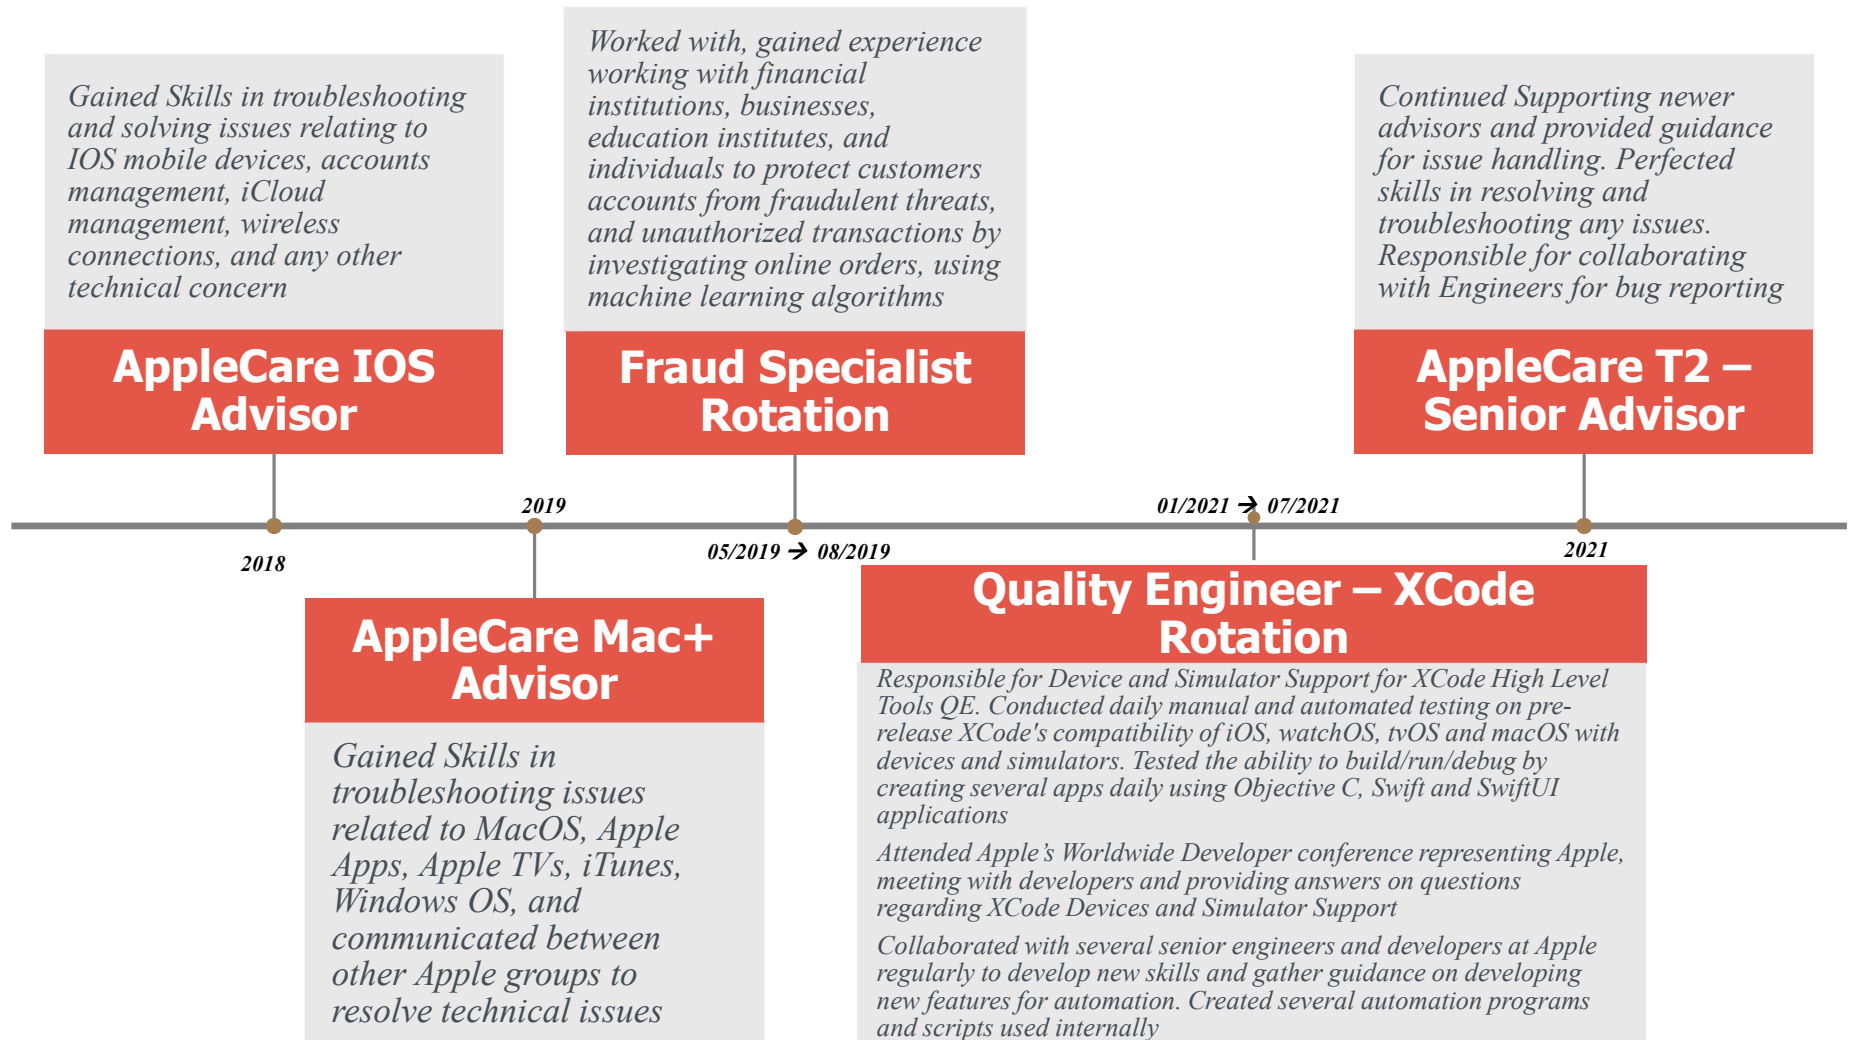 Gained Skills in troubleshooting
and solving issues relating to
IOS mobile devices, accounts
management, iCloud
management, wireless
connections, and any other
technical concern
AppleCare IOS
Advisor
2018
2019
AppleCare Mac+
Advisor
Gained Skills in
troubleshooting issues
related to MacOS, Apple
Apps, Apple TVs, iTunes,
Windows OS, and
communicated between
other Apple groups to
resolve technical issues
Worked with, gained experience
working with financial
institutions, businesses,
education institutes, and
individuals to protect customers
accounts from fraudulent threats,
and unauthorized transactions by
investigating online orders, using
machine learning algorithms
Fraud Specialist
Rotation
05/2019 → 08/2019
01/2021 → 07/2021
Quality Engineer – XCode
Rotation
Responsible for Device and Simulator Support for XCode High Level
Tools QE. Conducted daily manual and automated testing on pre-
release XCode's compatibility of iOS, watchOS, tvOS and macOS with
devices and simulators. Tested the ability to build/run/debug by
creating several apps daily using Objective C, Swift and SwiftUI
applications
Attended Apple’s Worldwide Developer conference representing Apple,
meeting with developers and providing answers on questions
regarding XCode Devices and Simulator Support
Collaborated with several senior engineers and developers at Apple
regularly to develop new skills and gather guidance on developing
new features for automation. Created several automation programs
and scripts used internally
Continued Supporting newer
advisors and provided guidance
for issue handling. Perfected
skills in resolving and
troubleshooting any issues.
Responsible for collaborating
with Engineers for bug reporting
AppleCare T2 –
Senior Advisor
2021